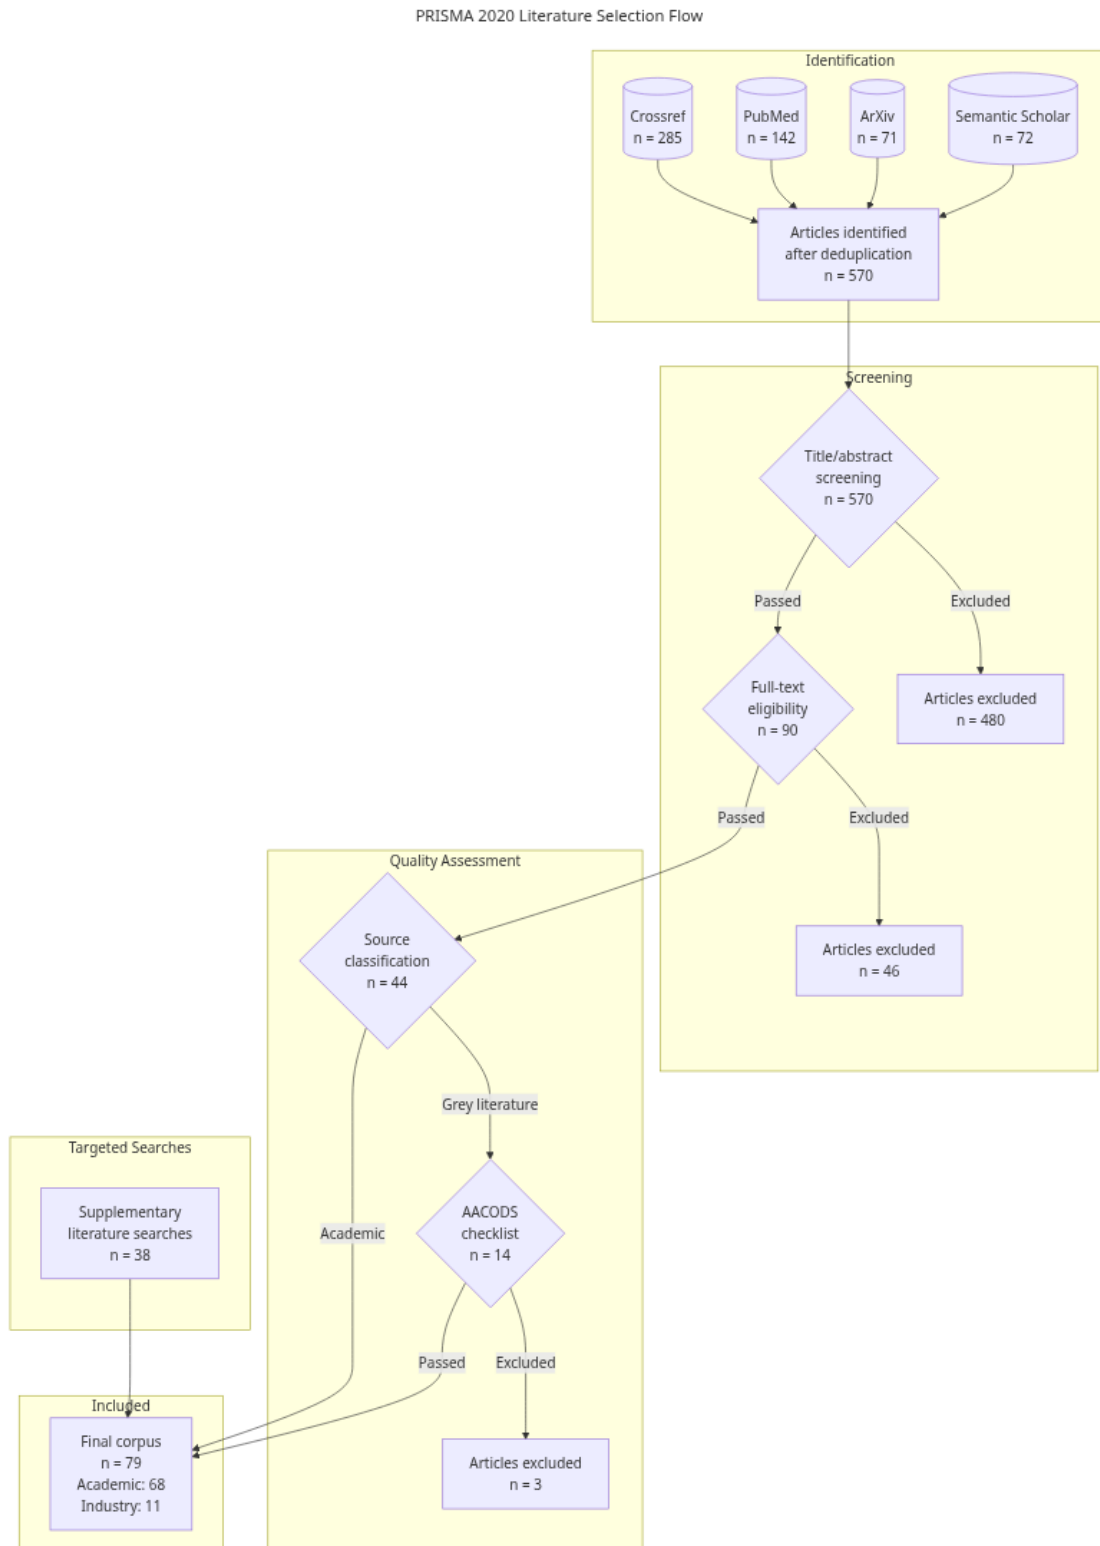 PRISMA 2020 Literature Selection Flow
Identification
Crossref
n = 285
PubMed
n = 142
ArXiv
n = 71
Semantic Scholar
n = 72
Articles identified
after deduplication
n = 570
Screening
Title/abstract
screening
n = 570
Passed
Excluded
Full-text
eligibility
n = 90
Articles excluded
n = 480
Passed
Excluded
Quality Assessment
Source
classification
n = 44
Articles excluded
n = 46
Grey literature
Targeted Searches
Supplementary
literature searches
n = 38
Academic
AACODS
checklist
n = 14
Passed
Excluded
Included
Final corpus
n = 79
Academic: 68
Industry: 11
Articles excluded
n = 3